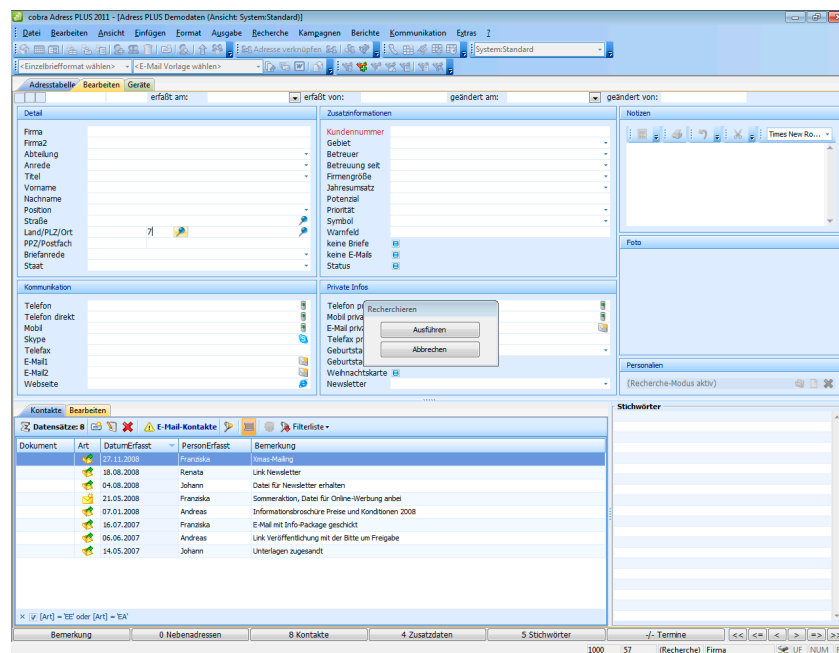 cobra Adress PLUS 2011 - [Adress PLUS Demodaten (Ansicht: System:Standard)]
Datei Bearbeiten Ansicht Einfügen Format Ausgabe Recherche Kampagnen Berichte Kommunikation Extras ?
Adresse verknüpfen System:Standard
<Einzelbriefformat wählen> <E-Mail Vorlage wählen>
Adresstabelle Bearbeiten Geräte
erfaßt am: erfaßt von: geändert am: geändert von:
Detail Zusatzinformationen Notizen
Firma Kundennummer Times New Ro...
Firma2 Gebiet
Abteilung Betreuer
Anrede Betreuung seit
Titel Firmengröße
Vorname Jahresumsatz
Nachname Potenzial
Position Priorität
Straße Symbol
Land/PLZ/Ort 7 Warnfeld
PPZ/Postfach keine Briefe Foto
Briefanrede keine E-Mails
Staat Status
Kommunikation Private Infos
Telefon Telefon p
Recherchieren
Telefon direkt Mobil priva
Mobil E-Mail priva Ausführen
Skype Telefax pr
Telefax Geburtsta Abbrechen
E-Mail1 Geburtsta Personalien
E-Mail2 Weihnachtskarte
Webseite Newsletter (Recherche-Modus aktiv)
Kontakte Bearbeiten Stichwörter
Datensätze: 8 E-Mail-Kontakte Filterliste
Dokument Art DatumErfasst PersonErfasst Bemerkung
27.11.2008 Franziska Xmas-Mailing
18.08.2008 Renata Link Newsletter
04.08.2008 Johann Datei für Newsletter erhalten
21.05.2008 Franziska Sommeraktion, Datei für Online-Werbung anbei
07.01.2008 Andreas Informationsbroschüre Preise und Konditionen 2008
16.07.2007 Franziska E-Mail mit Info-Package geschickt
06.06.2007 Andreas Link Veröffentlichung mit der Bitte um Freigabe
14.05.2007 Johann Unterlagen zugesandt
[Art] = 'EE' oder [Art] = 'EA'
Bemerkung 0 Nebenadressen 8 Kontakte 4 Zusatzdaten 5 Stichwörter -/- Termine << <= < > => >>
1000 57 (Recherche) Firma UF NUM